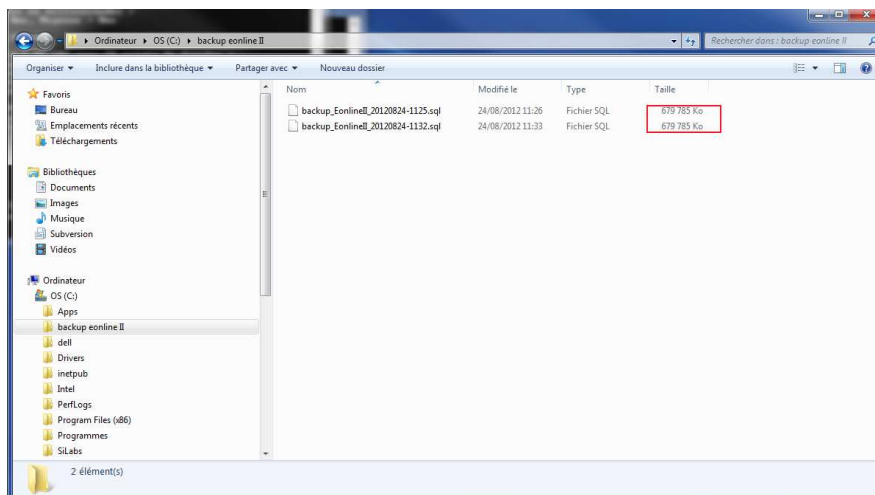 Ordinateur ▸ OS (C:) ▸ backup eonline II
Rechercher dans : backup eonline II
Organiser Inclure dans la bibliothèque Partager avec Nouveau dossier
Nom Modifié le Type Taille
backup_EonlineII_20120824-1125.sql 24/08/2012 11:26 Fichier SQL 679 785 Ko
backup_EonlineII_20120824-1132.sql 24/08/2012 11:33 Fichier SQL 679 785 Ko
Favoris
Bureau
Emplacements récents
Téléchargements
Bibliothèques
Documents
Images
Musique
Subversion
Vidéos
Ordinateur
OS (C:)
Apps
backup eonline II
dell
Drivers
inetpub
Intel
PerfLogs
Program Files (x86)
Programmes
SiLabs
2 élément(s)